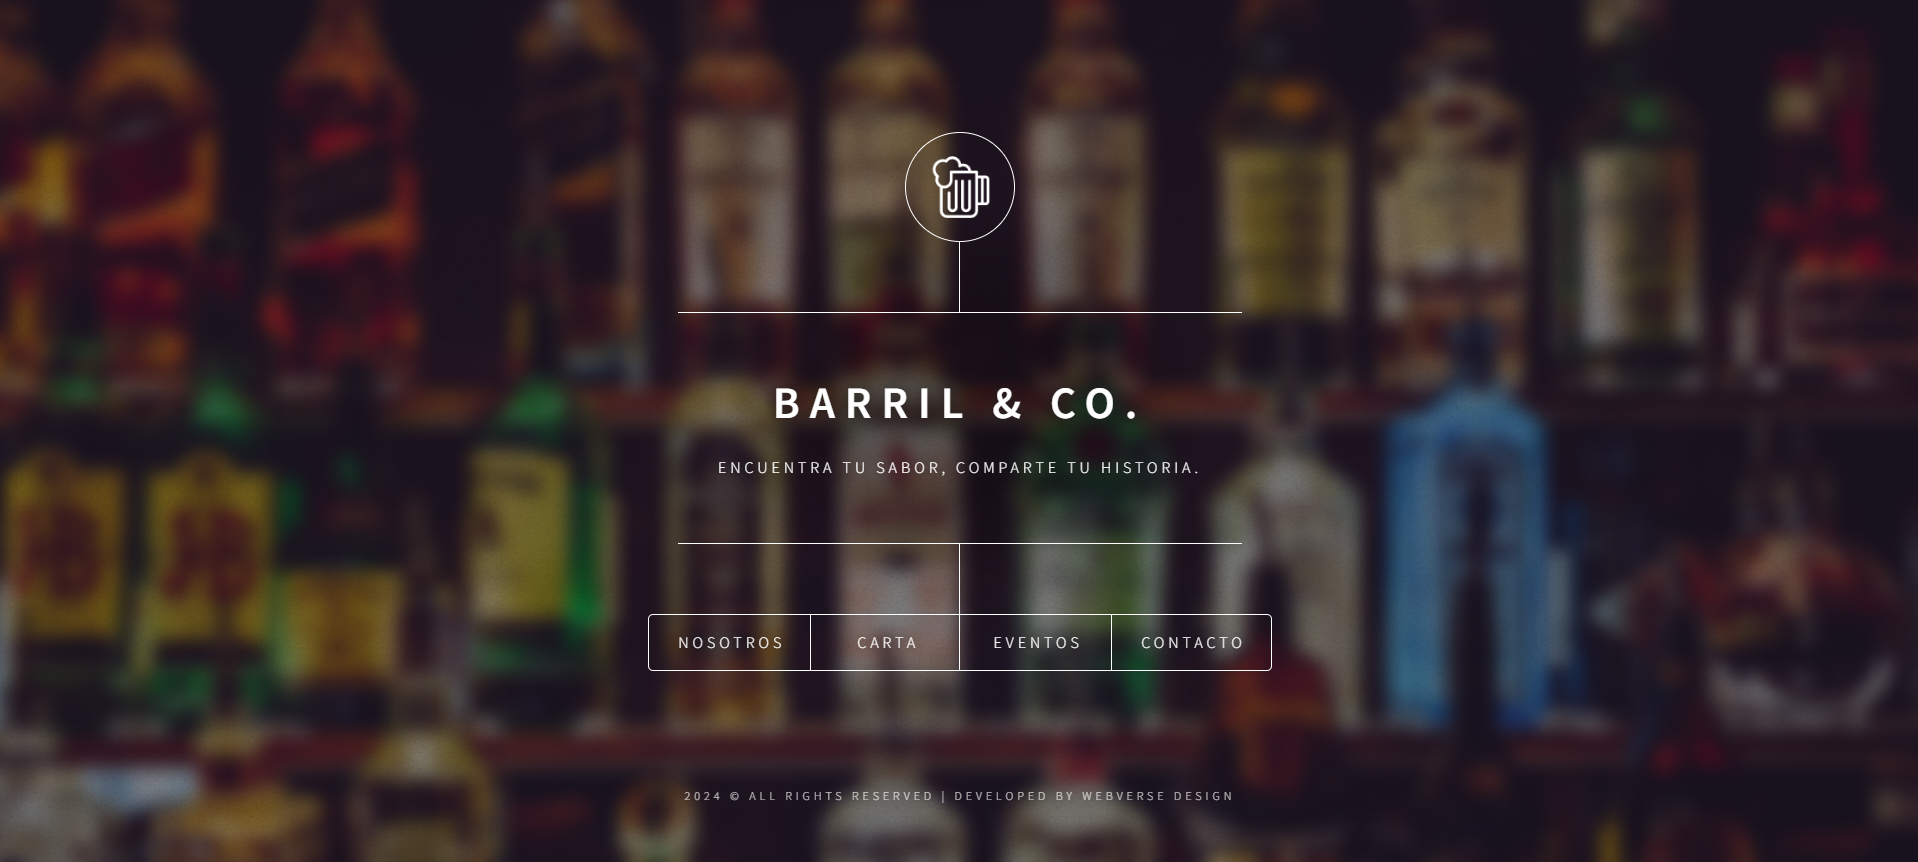 BARRIL & CO.
ENCUENTRA TU SABOR, COMPARTE TU HISTORIA.
NOSOTROS
CARTA
EVENTOS
CONTACTO
2024 © ALL RIGHTS RESERVED | DEVELOPED BY WEBVERSE DESIGN